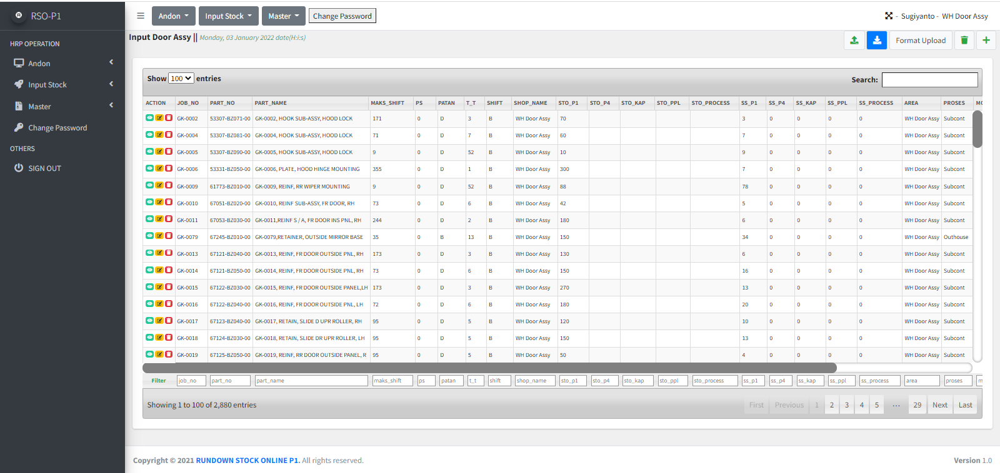 RSO-P1
Andon Input Stock Master Change Password
- Sugiyanto - WH Door Assy
HRP OPERATION
Andon
Input Stock
Master
Change Password
OTHERS
SIGN OUT
Input Door Assy || Monday, 03 January 2022 date(H:i:s)
Format Upload
Show 100 entries
Search:
ACTION JOB_NO PART_NO PART_NAME MAKS_SHIFT PS PATAN T_T SHIFT SHOP_NAME STO_P1 STO_P4 STO_KAP STO_PPL STO_PROCESS SS_P1 SS_P4 SS_KAP SS_PPL SS_PROCESS AREA PROSES MO
GK-0002 53307-BZ071-00 GK-0002, HOOK SUB-ASSY, HOOD LOCK 171 0 D 3 B WH Door Assy 70 3 0 0 0 0 WH Door Assy Subcont
GK-0004 53307-BZ081-00 GK-0004, HOOK SUB-ASSY, HOOD LOCK 71 0 D 7 B WH Door Assy 60 7 0 0 0 0 WH Door Assy Subcont
GK-0005 53307-BZ090-00 GK-0005, HOOK SUB-ASSY, HOOD LOCK 9 0 D 52 B WH Door Assy 10 9 0 0 0 0 WH Door Assy Subcont
GK-0006 53331-BZ050-00 GK-0006, PLATE, HOOD HINGE MOUNTING 355 0 D 1 B WH Door Assy 300 7 0 0 0 0 WH Door Assy Subcont
GK-0009 61773-BZ010-00 GK-0009, REINF, RR WIPER MOUNTING 9 0 D 52 B WH Door Assy 88 78 0 0 0 0 WH Door Assy Subcont
GK-0010 67051-BZ020-00 GK-0010, REINF SUB-ASSY, FR DOOR, RH 73 0 D 6 B WH Door Assy 42 5 0 0 0 0 WH Door Assy Subcont
GK-0011 67053-BZ030-00 GK-0011,REINF S / A, FR DOOR INS PNL, RH 244 0 D 2 B WH Door Assy 180 6 0 0 0 0 WH Door Assy Subcont
GK-0079 67245-BZ010-00 GK-0079,RETAINER, OUTSIDE MIRROR BASE 35 0 B 13 B WH Door Assy 150 34 0 0 0 0 WH Door Assy Outhouse
GK-0013 67121-BZ040-00 GK-0013, REINF, FR DOOR OUTSIDE PNL, RH 173 0 D 3 B WH Door Assy 130 6 0 0 0 0 WH Door Assy Subcont
GK-0014 67121-BZ050-00 GK-0014, REINF, FR DOOR OUTSIDE PNL, RH 73 0 D 6 B WH Door Assy 150 16 0 0 0 0 WH Door Assy Subcont
GK-0015 67122-BZ030-00 GK-0015, REINF, FR DOOR OUTSIDE PANEL,LH 173 0 D 3 B WH Door Assy 270 13 0 0 0 0 WH Door Assy Subcont
GK-0016 67122-BZ040-00 GK-0016, REINF, FR DOOR OUTSIDE PNL, LH 72 0 D 6 B WH Door Assy 180 20 0 0 0 0 WH Door Assy Subcont
GK-0017 67123-BZ040-00 GK-0017, RETAIN, SLIDE D UPR ROLLER, RH 95 0 D 5 B WH Door Assy 120 10 0 0 0 0 WH Door Assy Subcont
GK-0018 67124-BZ030-00 GK-0018, RETAIN, SLIDE DR UPR ROLLER, LH 95 0 D 5 B WH Door Assy 150 13 0 0 0 0 WH Door Assy Subcont
GK-0019 67125-BZ050-00 GK-0019, REINF, RR DOOR OUTSIDE PANEL, R 95 0 D 5 B WH Door Assy 50 4 0 0 0 0 WH Door Assy Subcont
Filter job_no part_no part_name maks_shift ps patan t_t shift shop_name sto_p1 sto_p4 sto_kap sto_ppl sto_process ss_p1 ss_p4 ss_kap ss_ppl ss_process area proses m
Showing 1 to 100 of 2,880 entries
First Previous 1 2 3 4 5 ... 29 Next Last
Copyright © 2021 RUNDOWN STOCK ONLINE P1. All rights reserved.
Version 1.0